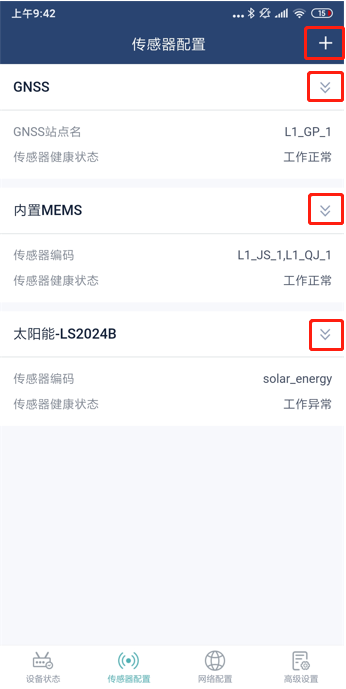 上午9:42
15
传感器配置
GNSS
GNSS站点名 L1_GP_1
传感器健康状态 工作正常
内置MEMS
传感器编码 L1_JS_1,L1_QJ_1
传感器健康状态 工作正常
太阳能-LS2024B
传感器编码 solar_energy
传感器健康状态 工作异常
设备状态 传感器配置 网络配置 高级设置